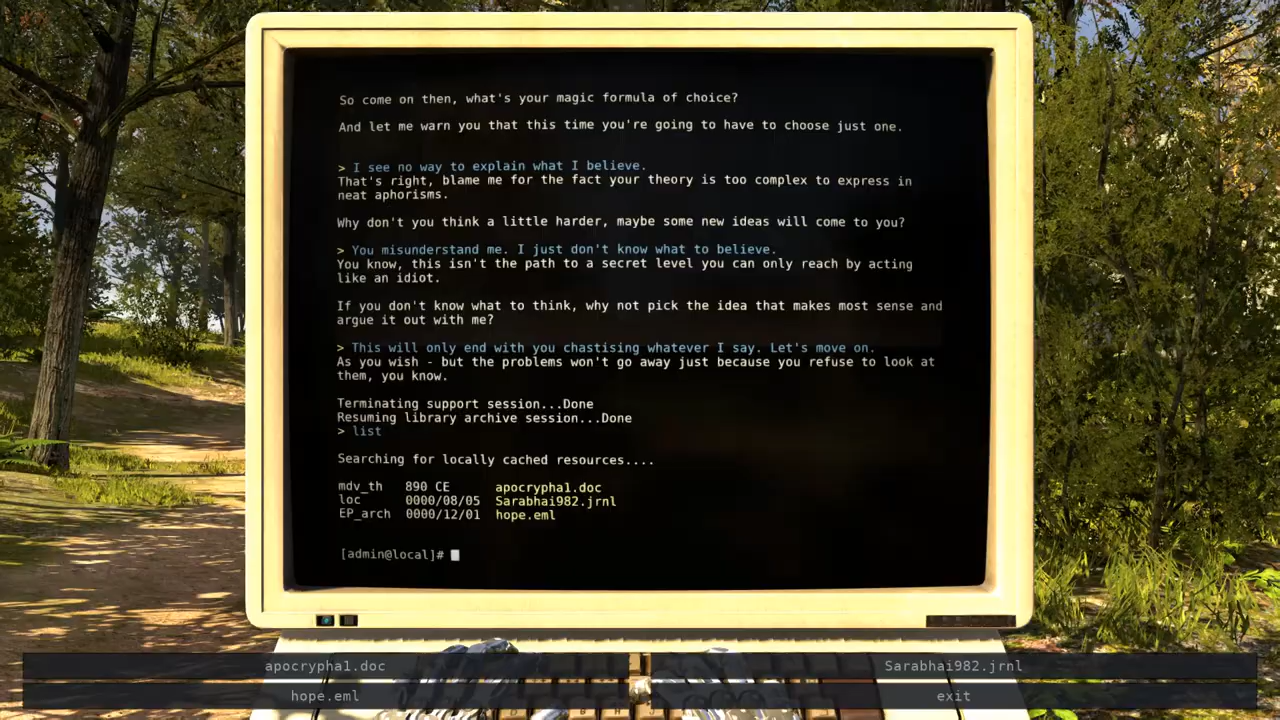 So come on then, what's your magic formula of choice?
And let me warn you that this time you're going to have to choose just one.
> I see no way to explain what I believe.
That's right, blame me for the fact your theory is too complex to express in
neat aphorisms.
Why don't you think a little harder, maybe some new ideas will come to you?
> You misunderstand me. I just don't know what to believe.
You know, this isn't the path to a secret level you can only reach by acting
like an idiot.
If you don't know what to think, why not pick the idea that makes most sense and
argue it out with me?
> This will only end with you chastising whatever I say. Let's move on.
As you wish - but the problems won't go away just because you refuse to look at
them, you know.
Terminating support session...Done
Resuming library archive session...Done
> list
Searching for locally cached resources....
mdv_th 890 CE apocrypha1.doc
loc 0000/08/05 Sarabhai982.jrnl
EP_arch 0000/12/01 hope.eml
[admin@local]#
apocrypha1.doc Sarabhai982.jrnl
hope.eml exit